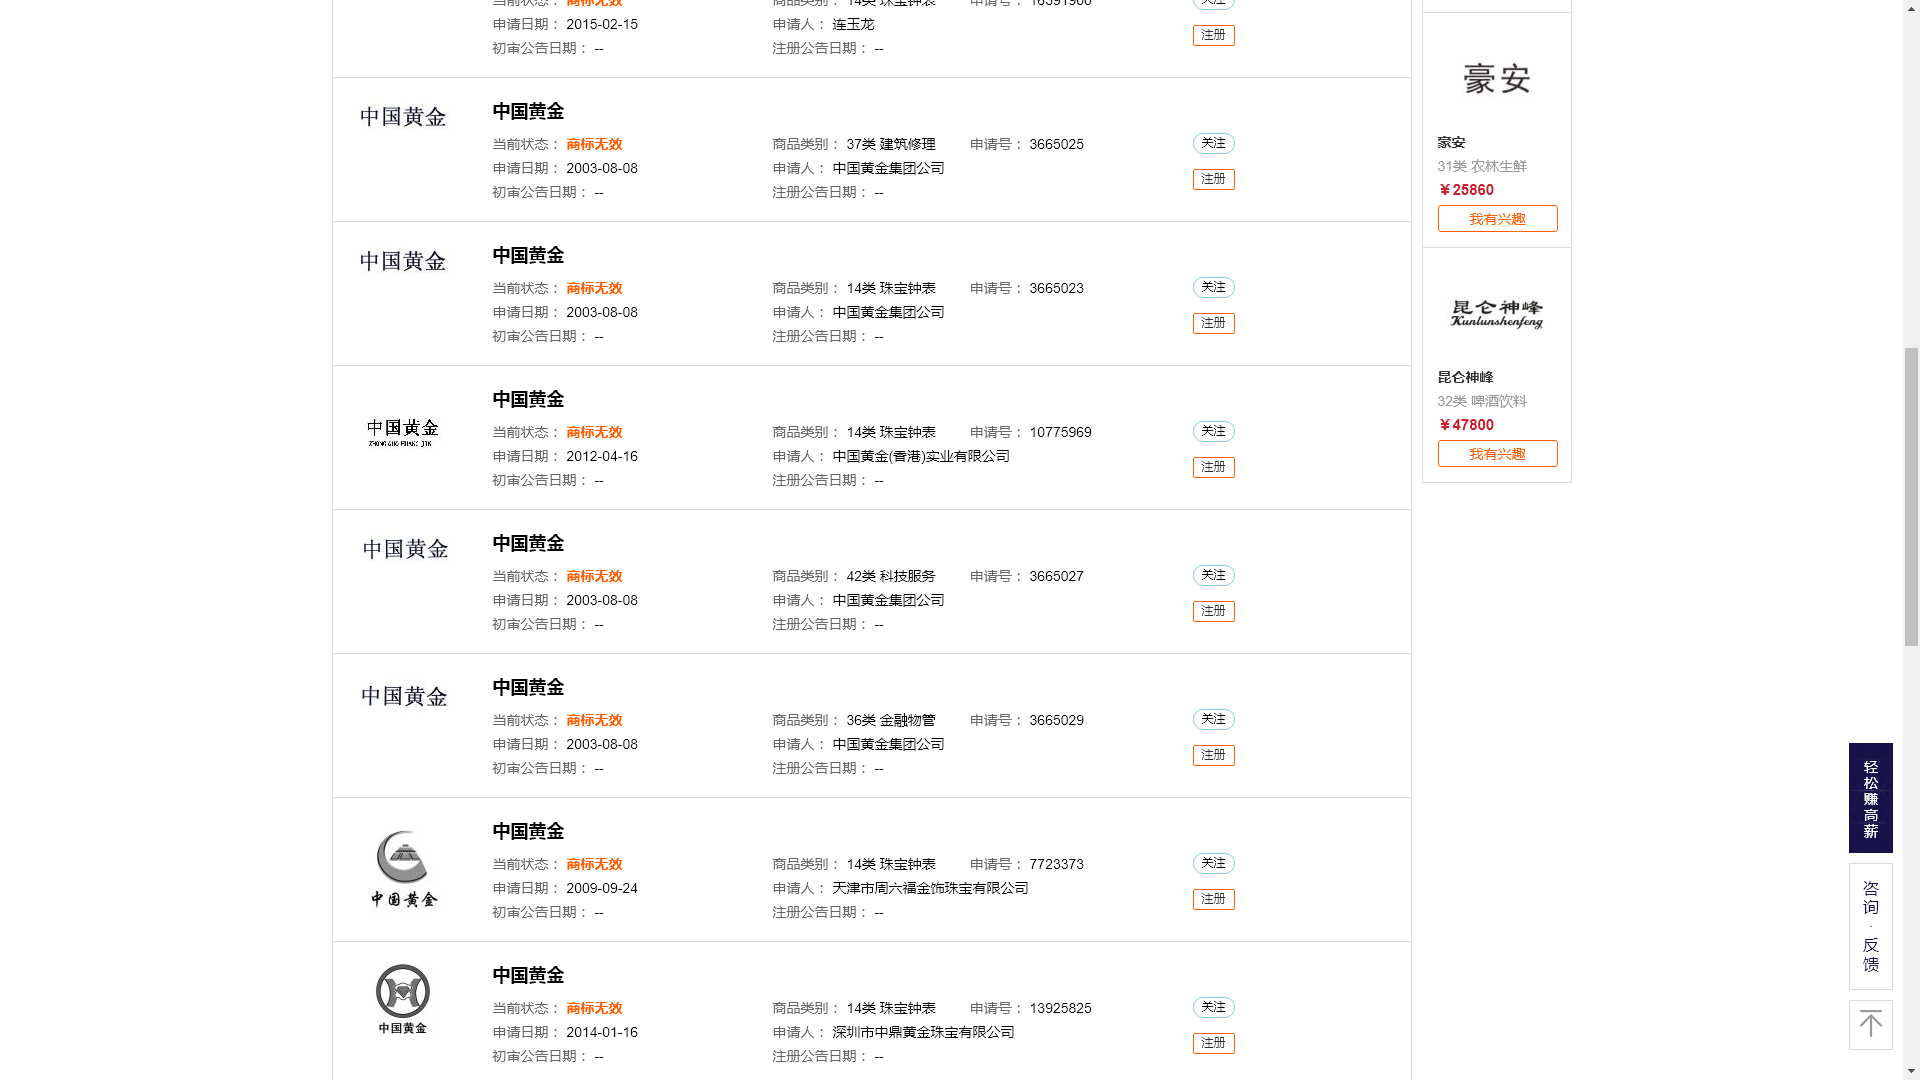 当前状态： 商标无效 商品类别： 14类 珠宝钟表 申请号： 16391900 关注
申请日期： 2015-02-15 申请人： 连玉龙
初审公告日期： -- 注册公告日期： -- 注册
中国黄金 中国黄金
当前状态： 商标无效 商品类别： 37类 建筑修理 申请号： 3665025 关注
申请日期： 2003-08-08 申请人： 中国黄金集团公司
初审公告日期： -- 注册公告日期： -- 注册
中国黄金 中国黄金
当前状态： 商标无效 商品类别： 14类 珠宝钟表 申请号： 3665023 关注
申请日期： 2003-08-08 申请人： 中国黄金集团公司
初审公告日期： -- 注册公告日期： -- 注册
中国黄金
中国黄金
ZHONG GUO HUANG JIN
当前状态： 商标无效 商品类别： 14类 珠宝钟表 申请号： 10775969 关注
申请日期： 2012-04-16 申请人： 中国黄金(香港)实业有限公司
初审公告日期： -- 注册公告日期： -- 注册
中国黄金 中国黄金
当前状态： 商标无效 商品类别： 42类 科技服务 申请号： 3665027 关注
申请日期： 2003-08-08 申请人： 中国黄金集团公司
初审公告日期： -- 注册公告日期： -- 注册
中国黄金 中国黄金
当前状态： 商标无效 商品类别： 36类 金融物管 申请号： 3665029 关注
申请日期： 2003-08-08 申请人： 中国黄金集团公司
初审公告日期： -- 注册公告日期： -- 注册
中国黄金
当前状态： 商标无效 商品类别： 14类 珠宝钟表 申请号： 7723373 关注
申请日期： 2009-09-24 申请人： 天津市周六福金饰珠宝有限公司
初审公告日期： -- 注册公告日期： -- 注册
中国黄金
中国黄金
当前状态： 商标无效 商品类别： 14类 珠宝钟表 申请号： 13925825 关注
申请日期： 2014-01-16 申请人： 深圳市中鼎黄金珠宝有限公司
初审公告日期： -- 注册公告日期： -- 注册
中国黄金
豪安
豪安
31类 农林生鲜
￥25860
我有兴趣
昆仑神峰
Kunlunshenfeng
昆仑神峰
32类 啤酒饮料
￥47800
我有兴趣
轻松赚高薪
咨询·反馈